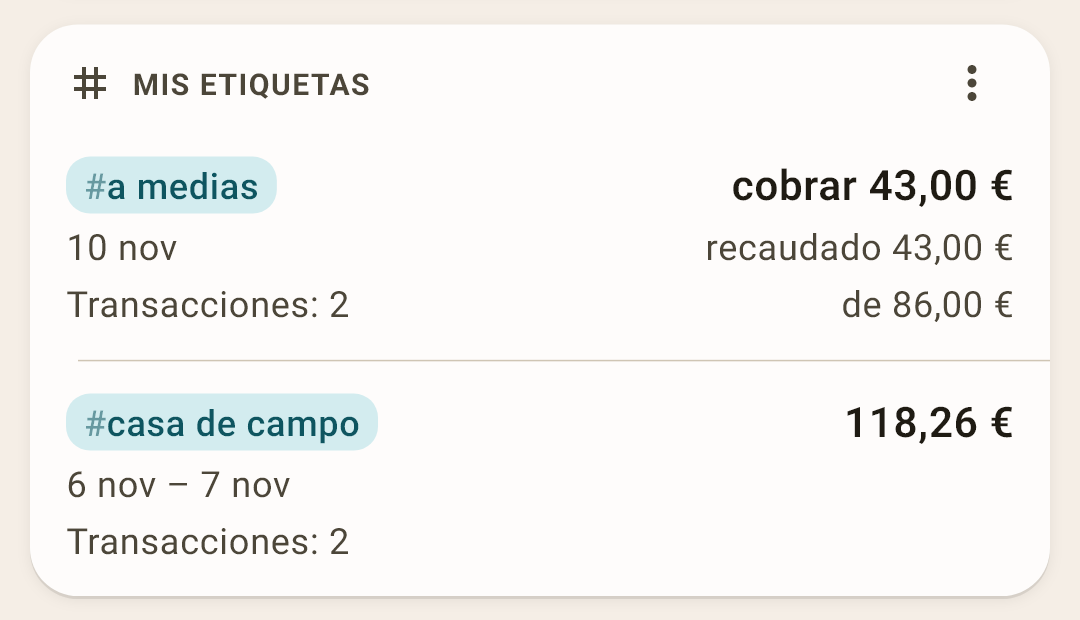 # MIS ETIQUETAS
#a medias cobrar 43,00 €
10 nov recaudado 43,00 €
Transacciones: 2 de 86,00 €
#casa de campo 118,26 €
6 nov – 7 nov
Transacciones: 2